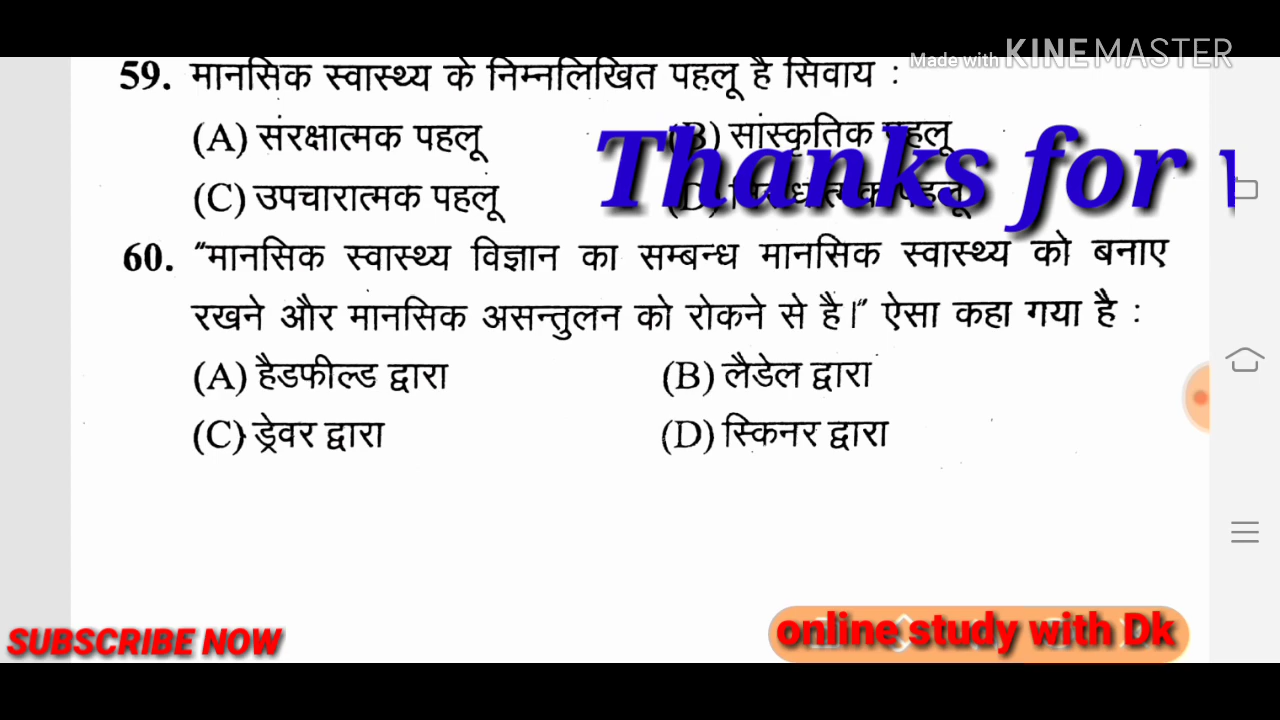 Made with KINEMASTER
59. मानसिक स्वास्थ्य के निम्नलिखित पहलू है सिवाय :
(A) संरक्षात्मक पहलू (B) सांस्कृतिक पहलू
Thanks for
(C) उपचारात्मक पहलू (D) पहलू
60. "मानसिक स्वास्थ्य विज्ञान का सम्बन्ध मानसिक स्वास्थ्य को बनाए
रखने और मानसिक असन्तुलन को रोकने से है।" ऐसा कहा गया है :
(A) हैडफील्ड द्वारा (B) लैडेल द्वारा
(C) ड्रेवर द्वारा (D) स्किनर द्वारा
SUBSCRIBE NOW
online study with Dk